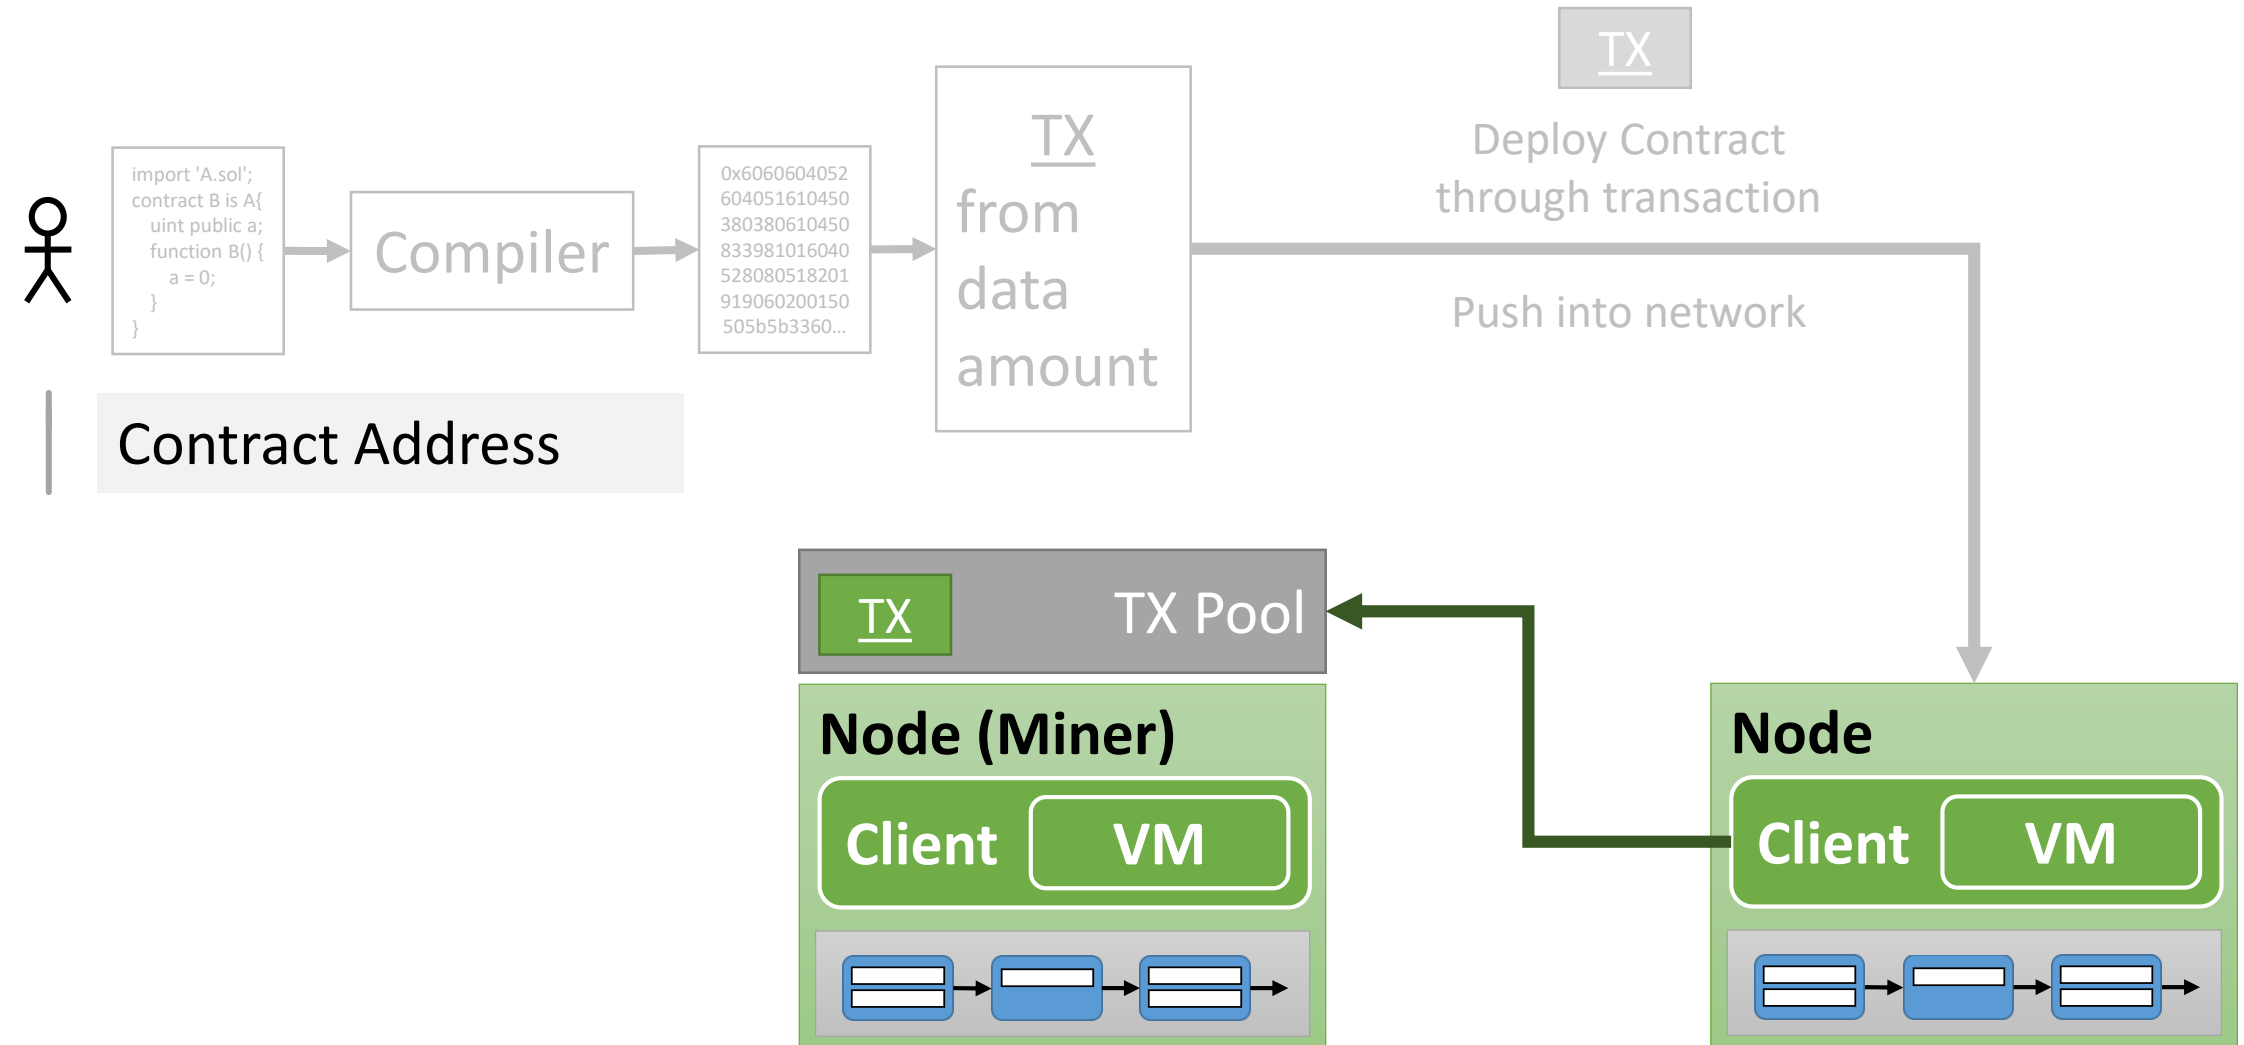 TX
Deploy Contract
through transaction
Push into network
import 'A.sol';
contract B is A{
uint public a;
function B() {
a = 0;
}
}
Compiler
0x6060604052
604051610450
380380610450
833981016040
528080518201
919060200150
505b5b3360...
TX
from
data
amount
Contract Address
TX
TX Pool
Node (Miner)
Client
VM
Node
Client
VM